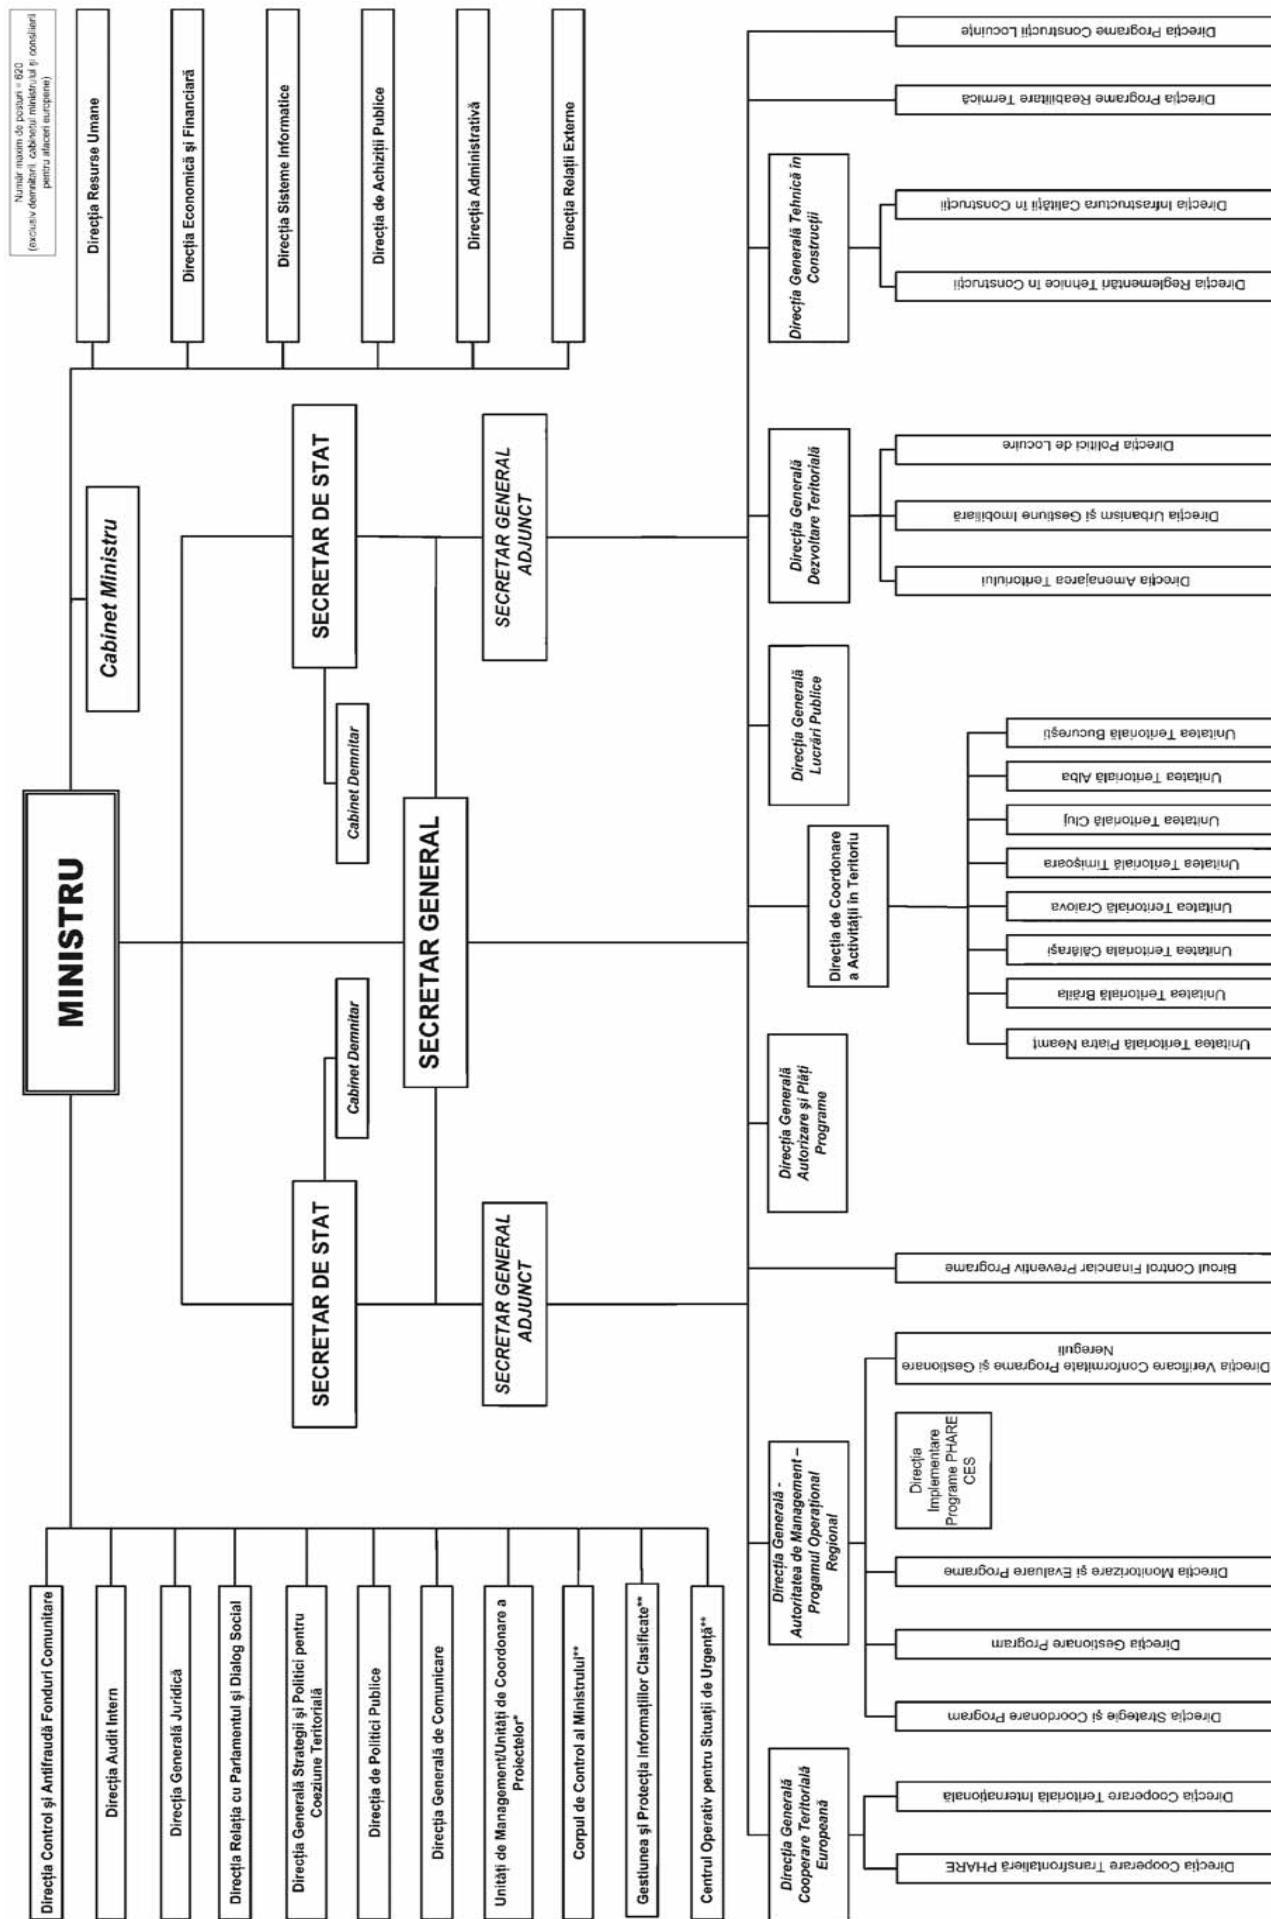 Număr maxim de posturi = 620
(exclusiv demnitarii, cabinetul ministrului și consilierii
pentru afaceri europene)
MINISTRU
Cabinet Ministru
Direcția Control și Antifraudă Fonduri Comunitare
Direcția Audit Intern
Direcția Generală Juridică
Direcția Relația cu Parlamentul și Dialog Social
Direcția Generală Strategii și Politici pentru
Coeziune Teritorială
Direcția de Politici Publice
Direcția Generală de Comunicare
Unități de Management/Unități de Coordonare a
Proiectelor*
Corpul de Control al Ministrului**
Gestiunea și Protecția Informațiilor Clasificate**
Centrul Operativ pentru Situații de Urgență**
Direcția Resurse Umane
Direcția Economică și Financiară
Direcția Sisteme Informatice
Direcția de Achiziții Publice
Direcția Administrativă
Direcția Relații Externe
SECRETAR DE STAT
Cabinet Demnitar
Cabinet Demnitar
SECRETAR DE STAT
SECRETAR GENERAL
SECRETAR GENERAL
ADJUNCT
SECRETAR GENERAL
ADJUNCT
Direcția Generală
Cooperare Teritorială
Europeană
Direcția Cooperare Transfrontalieră PHARE
Direcția Cooperare Teritorială Internațională
Direcția Generală -
Autoritatea de Management –
Progamul Operațional
Regional
Direcția Strategie și Coordonare Program
Direcția Gestionare Program
Direcția Monitorizare și Evaluare Programe
Direcția
Implementare
Programe PHARE
CES
Direcția Verificare Conformitate Programe și Gestionare
Nereguli
Biroul Control Financiar Preventiv Programe
Direcția Generală
Autorizare și Plăți
Programe
Direcția de Coordonare
a Activității în Teritoriu
Unitatea Teritorială Piatra Neamț
Unitatea Teritorială Brăila
Unitatea Teritorială Călărași
Unitatea Teritorială Craiova
Unitatea Teritorială Timișoara
Unitatea Teritorială Cluj
Unitatea Teritorială Alba
Unitatea Teritorială București
Direcția Generală
Lucrări Publice
Direcția Generală
Dezvoltare Teritorială
Direcția Amenajarea Teritoriului
Direcția Urbanism și Gestiune Imobiliară
Direcția Politici de Locuire
Direcția Generală Tehnică în
Construcții
Direcția Reglementări Tehnice în Construcții
Direcția Infrastructura Calității în Construcții
Direcția Programe Reabilitare Termică
Direcția Programe Construcții Locuințe